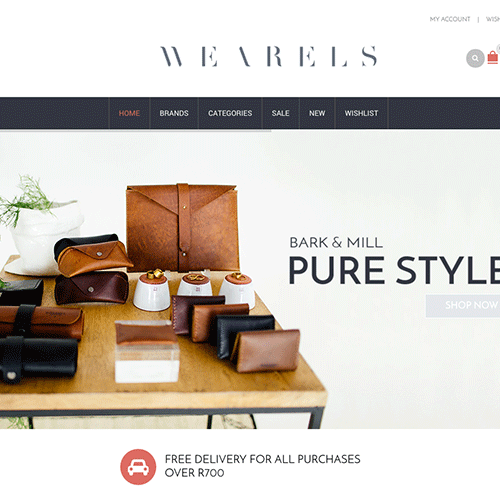 MY ACCOUNT | WISH
WEARELS
HOME BRANDS CATEGORIES SALE NEW WISHLIST
BARK & MILL
PURE STYLE
SHOP NOW
FREE DELIVERY FOR ALL PURCHASES
OVER R700